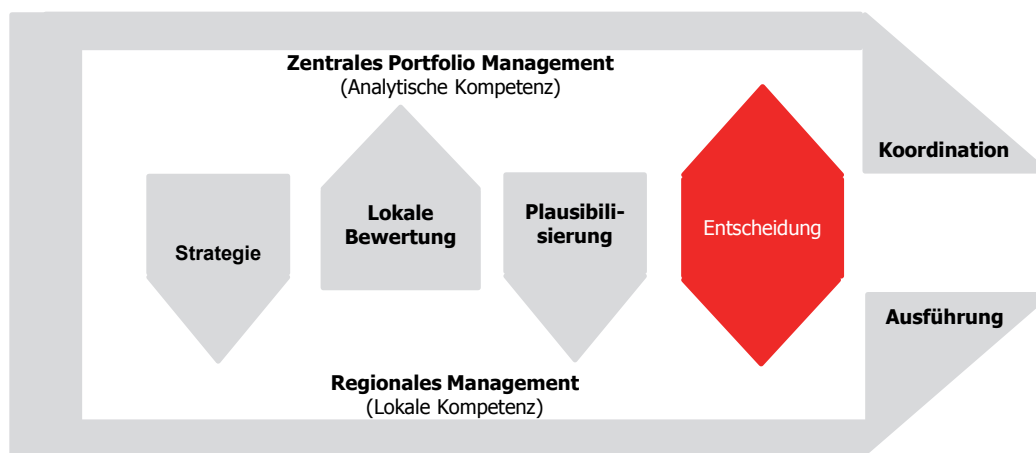 Zentrales Portfolio Management
(Analytische Kompetenz)
Koordination
Strategie
Lokale
Bewertung
Plausibili-
sierung
Entscheidung
Ausführung
Regionales Management
(Lokale Kompetenz)